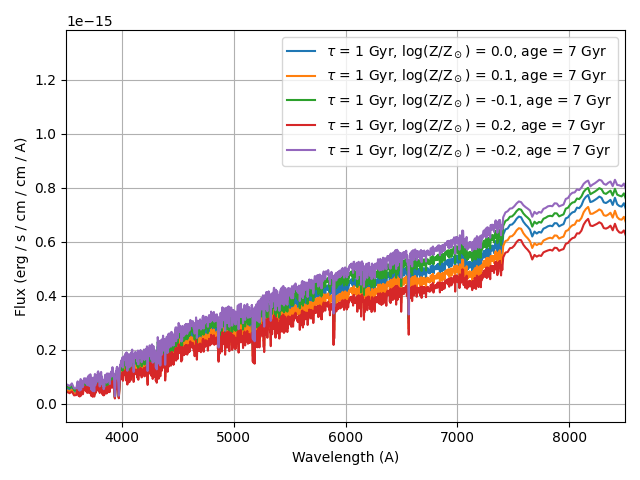 1e−15
τ = 1 Gyr, log(Z/Z⊙) = 0.0, age = 7 Gyr
τ = 1 Gyr, log(Z/Z⊙) = 0.1, age = 7 Gyr
τ = 1 Gyr, log(Z/Z⊙) = -0.1, age = 7 Gyr
τ = 1 Gyr, log(Z/Z⊙) = 0.2, age = 7 Gyr
τ = 1 Gyr, log(Z/Z⊙) = -0.2, age = 7 Gyr
1.2
1.0
0.8
0.6
0.4
0.2
0.0
Flux (erg / s / cm / cm / A)
4000 5000 6000 7000 8000
Wavelength (A)